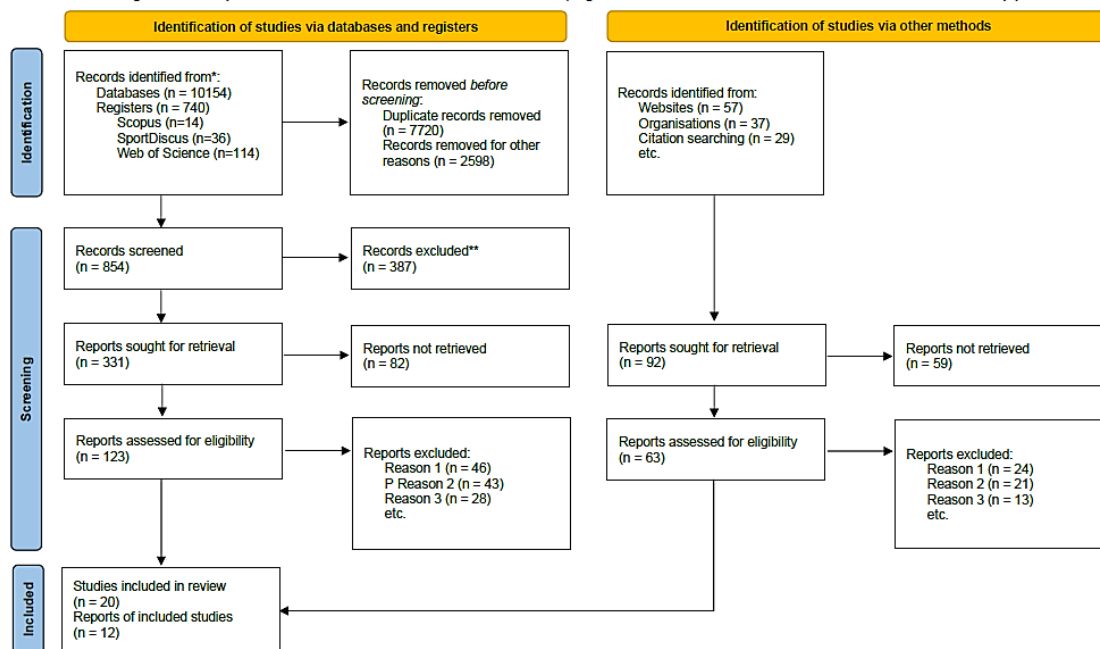 Identification of studies via databases and registers
Identification of studies via other methods
Identification
Records identified from*:
Databases (n = 10154)
Registers (n = 740)
Scopus (n=14)
SportDiscus (n=36)
Web of Science (n=114)
Records removed before
screening:
Duplicate records removed
(n = 7720)
Records removed for other
reasons (n = 2598)
Records identified from:
Websites (n = 57)
Organisations (n = 37)
Citation searching (n = 29)
etc.
Screening
Records screened
(n = 854)
Records excluded**
(n = 387)
Reports sought for retrieval
(n = 331)
Reports not retrieved
(n = 82)
Reports sought for retrieval
(n = 92)
Reports not retrieved
(n = 59)
Reports assessed for eligibility
(n = 123)
Reports excluded:
Reason 1 (n = 46)
P Reason 2 (n = 43)
Reason 3 (n = 28)
etc.
Reports assessed for eligibility
(n = 63)
Reports excluded:
Reason 1 (n = 24)
Reason 2 (n = 21)
Reason 3 (n = 13)
etc.
Included
Studies included in review
(n = 20)
Reports of included studies
(n = 12)